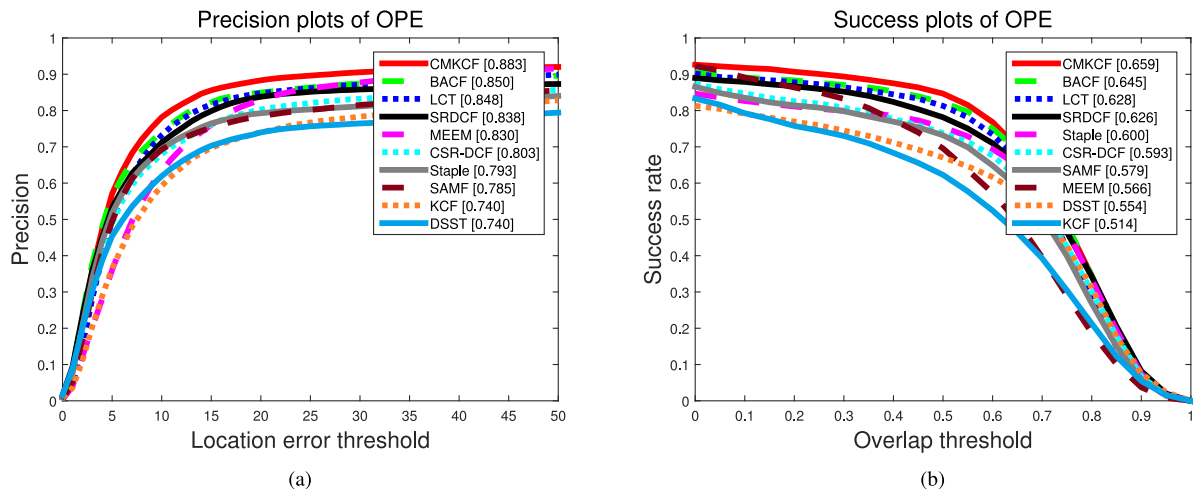 Precision plots of OPE
1
0.9
0.8
0.7
0.6
0.5
0.4
0.3
0.2
0.1
0
Precision
CMKCF [0.883]
BACF [0.850]
LCT [0.848]
SRDCF [0.838]
MEEM [0.830]
CSR-DCF [0.803]
Staple [0.793]
SAMF [0.785]
KCF [0.740]
DSST [0.740]
0 5 10 15 20 25 30 35 40 45 50
Location error threshold
(a)
Success plots of OPE
1
0.9
0.8
0.7
0.6
0.5
0.4
0.3
0.2
0.1
0
Success rate
CMKCF [0.659]
BACF [0.645]
LCT [0.628]
SRDCF [0.626]
Staple [0.600]
CSR-DCF [0.593]
SAMF [0.579]
MEEM [0.566]
DSST [0.554]
KCF [0.514]
0 0.1 0.2 0.3 0.4 0.5 0.6 0.7 0.8 0.9 1
Overlap threshold
(b)